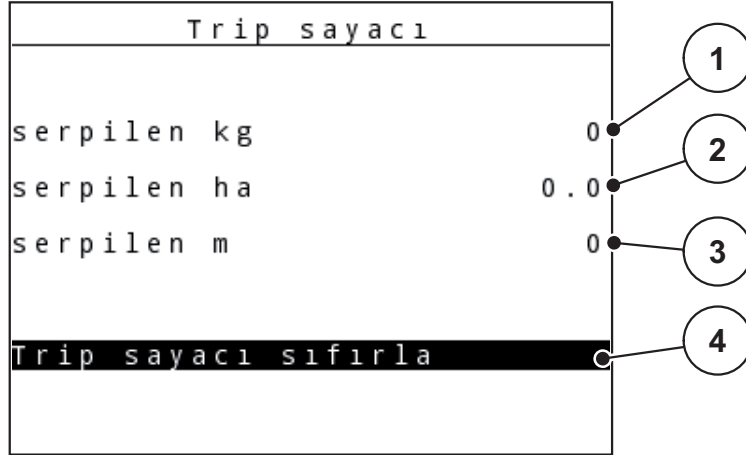 Trip sayacı
serpilen kg 0 1
serpilen ha 0.0 2
serpilen m 0 3
Trip sayacı sıfırla 4